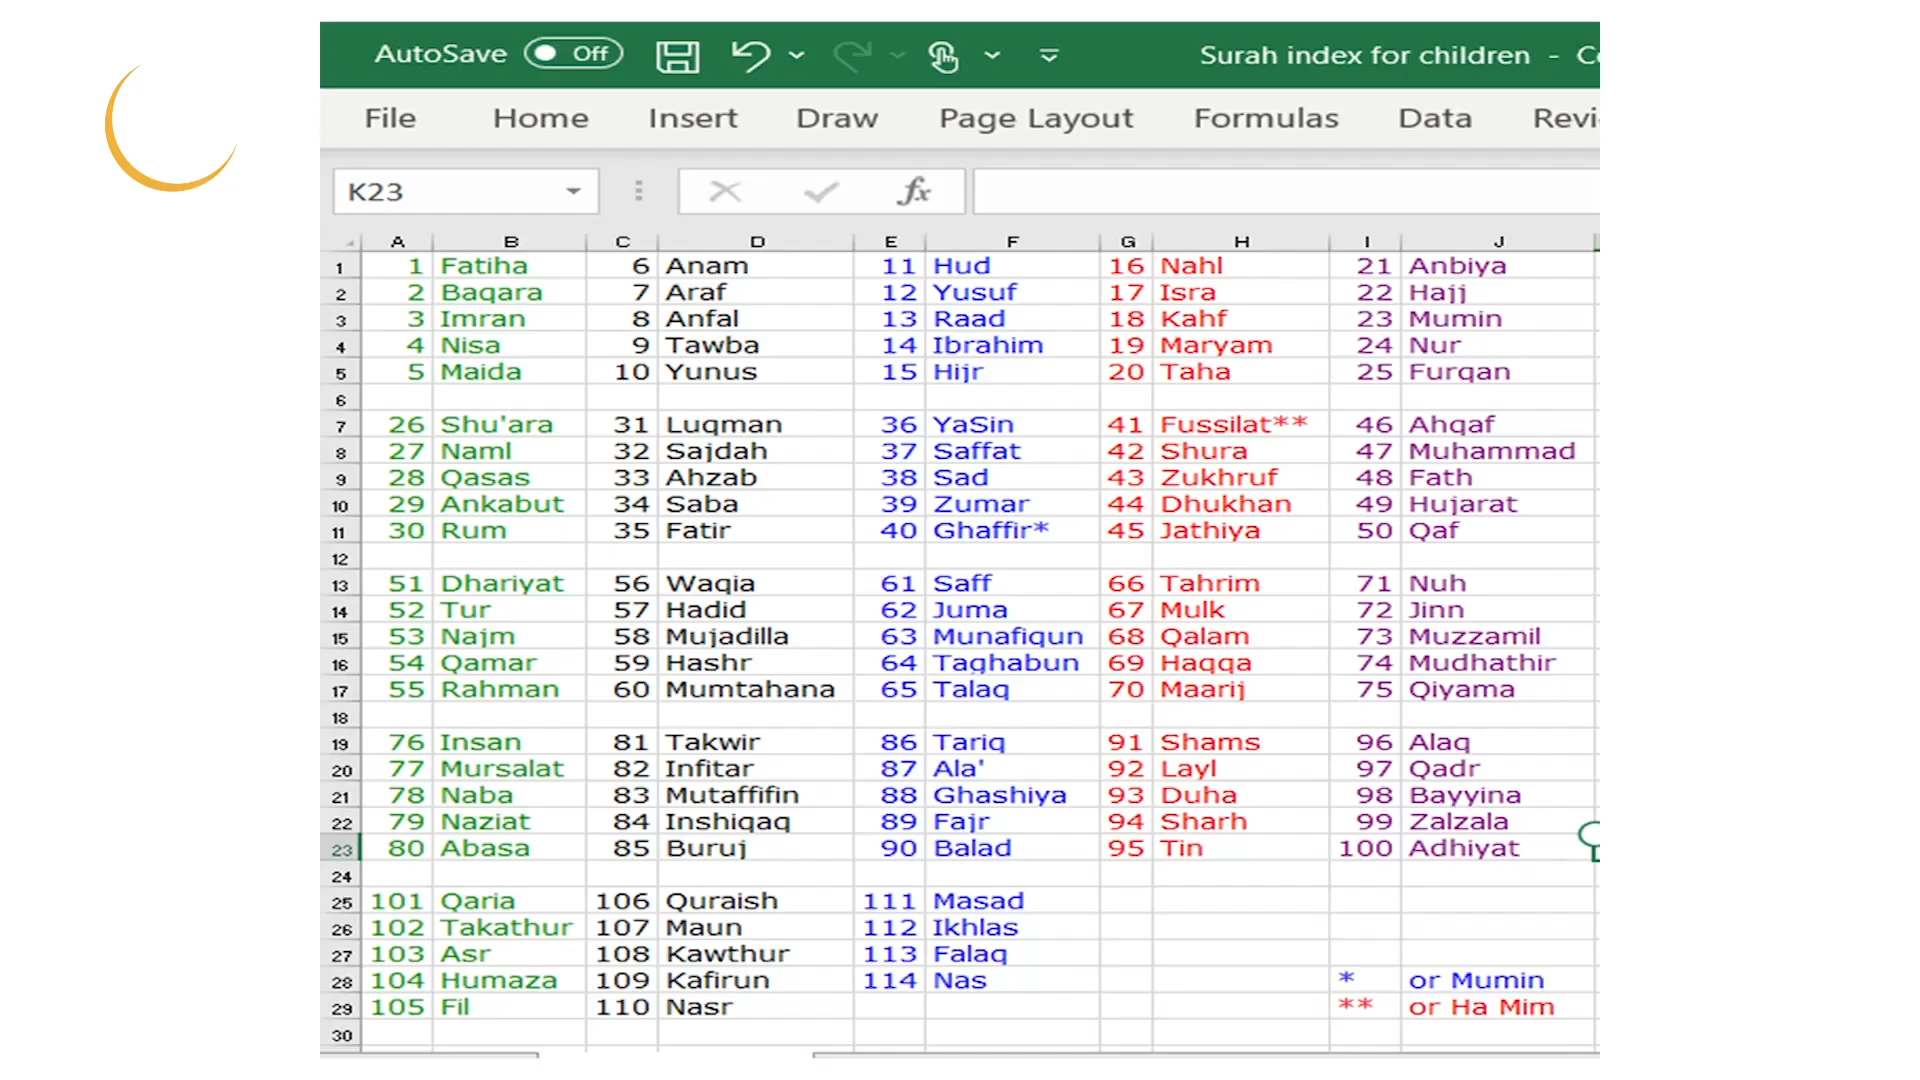 AutoSave Off Surah index for children - Co
File Home Insert Draw Page Layout Formulas Data Revi
K23 fx
A B C D E F G H I J
1 1 Fatiha 6 Anam 11 Hud 16 Nahl 21 Anbiya
2 2 Baqara 7 Araf 12 Yusuf 17 Isra 22 Hajj
3 3 Imran 8 Anfal 13 Raad 18 Kahf 23 Mumin
4 4 Nisa 9 Tawba 14 Ibrahim 19 Maryam 24 Nur
5 5 Maida 10 Yunus 15 Hijr 20 Taha 25 Furqan
6
7 26 Shu'ara 31 Luqman 36 YaSin 41 Fussilat** 46 Ahqaf
8 27 Naml 32 Sajdah 37 Saffat 42 Shura 47 Muhammad
9 28 Qasas 33 Ahzab 38 Sad 43 Zukhruf 48 Fath
10 29 Ankabut 34 Saba 39 Zumar 44 Dhukhan 49 Hujarat
11 30 Rum 35 Fatir 40 Ghaffir* 45 Jathiya 50 Qaf
12
13 51 Dhariyat 56 Waqia 61 Saff 66 Tahrim 71 Nuh
14 52 Tur 57 Hadid 62 Juma 67 Mulk 72 Jinn
15 53 Najm 58 Mujadilla 63 Munafiqun 68 Qalam 73 Muzzamil
16 54 Qamar 59 Hashr 64 Taghabun 69 Haqqa 74 Mudhathir
17 55 Rahman 60 Mumtahana 65 Talaq 70 Maarij 75 Qiyama
18
19 76 Insan 81 Takwir 86 Tariq 91 Shams 96 Alaq
20 77 Mursalat 82 Infitar 87 Ala' 92 Layl 97 Qadr
21 78 Naba 83 Mutaffifin 88 Ghashiya 93 Duha 98 Bayyina
22 79 Naziat 84 Inshiqaq 89 Fajr 94 Sharh 99 Zalzala
23 80 Abasa 85 Buruj 90 Balad 95 Tin 100 Adhiyat
24
25 101 Qaria 106 Quraish 111 Masad
26 102 Takathur 107 Maun 112 Ikhlas
27 103 Asr 108 Kawthur 113 Falaq
28 104 Humaza 109 Kafirun 114 Nas * or Mumin
29 105 Fil 110 Nasr ** or Ha Mim
30